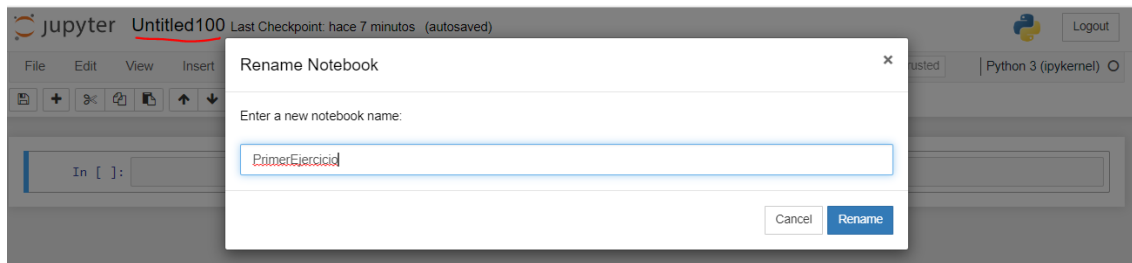 jupyter Untitled100 Last Checkpoint: hace 7 minutos (autosaved) Logout
Rename Notebook ×
File Edit View Insert rusted Python 3 (ipykernel)
Enter a new notebook name:
PrimerEjercicio
In [ ]:
Cancel Rename